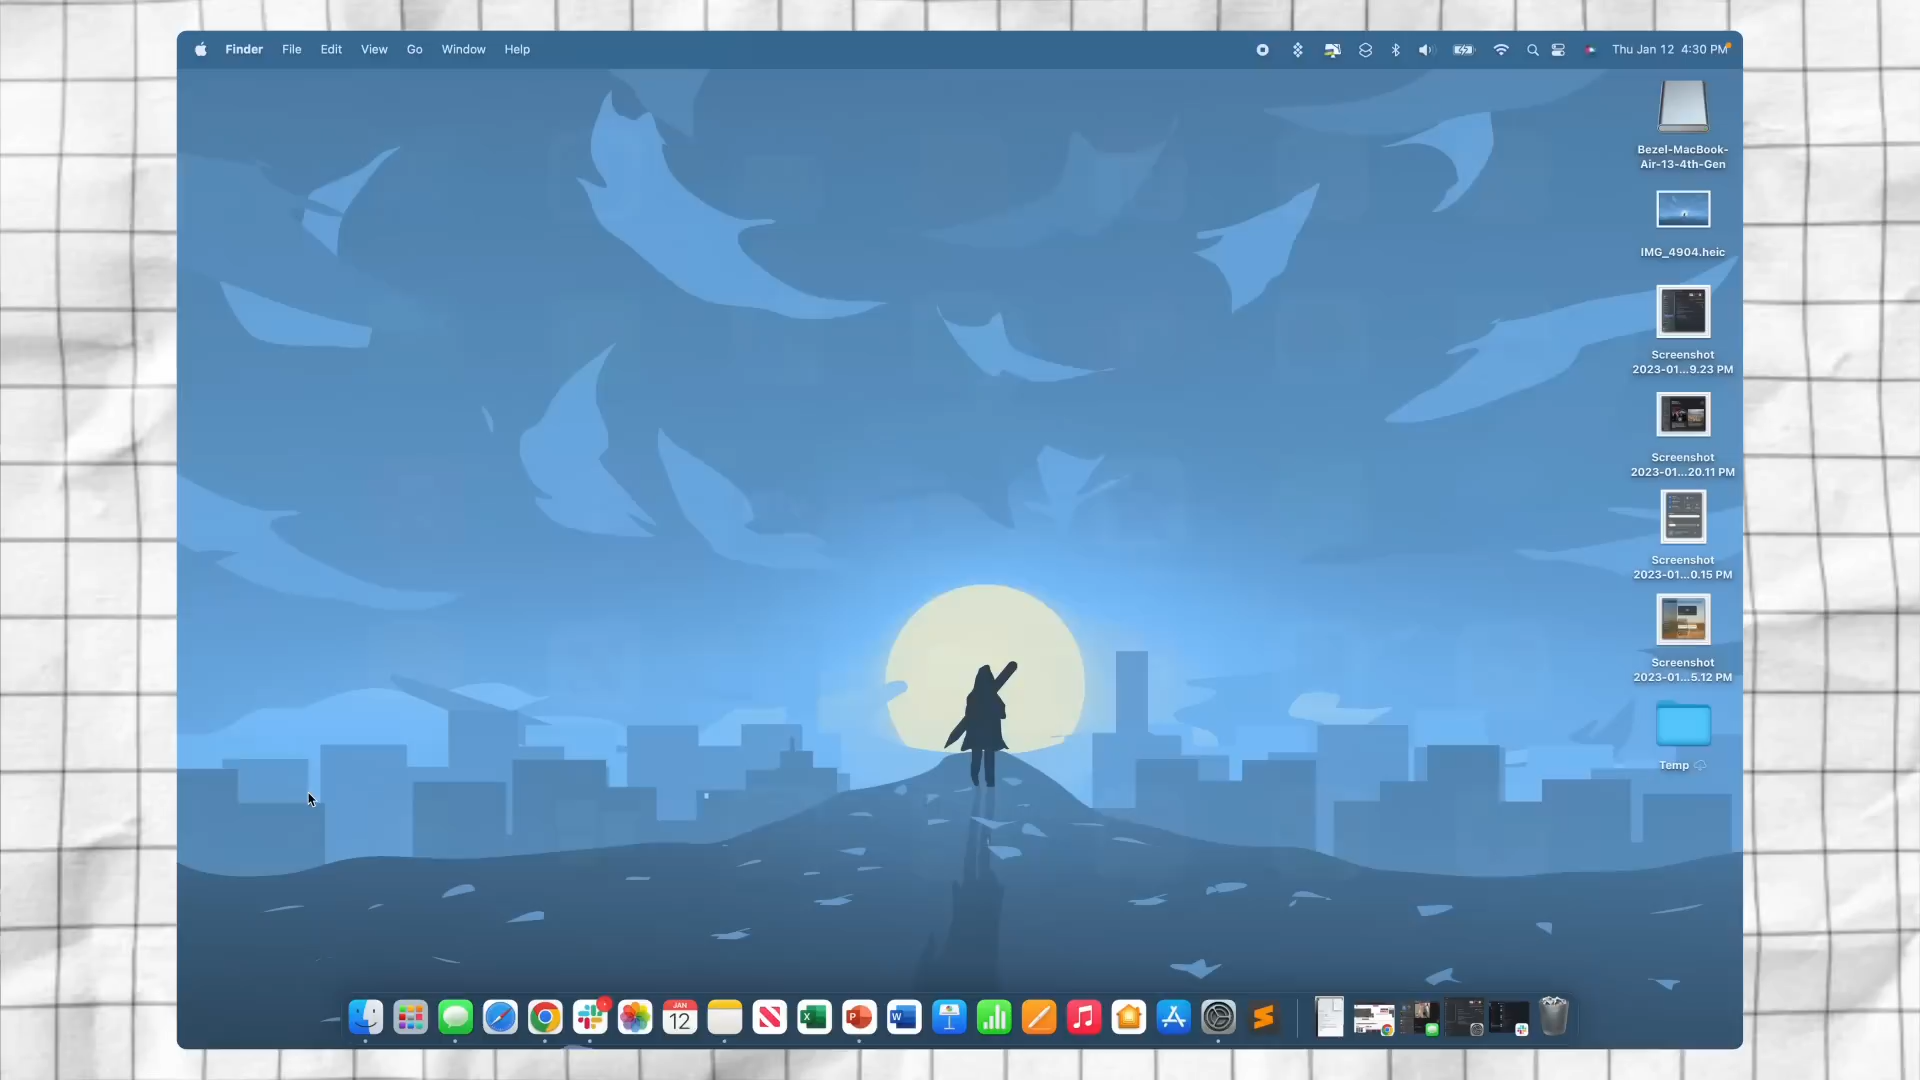 Finder File Edit View Go Window Help Thu Jan 12 4:30 PM
Bezel-MacBook-
Air-13-4th-Gen
IMG_4904.heic
Screenshot
2023-01...9.23 PM
Screenshot
2023-01...20.11 PM
Screenshot
2023-01...0.15 PM
Screenshot
2023-01...5.12 PM
Temp
JAN
12
X
P
W